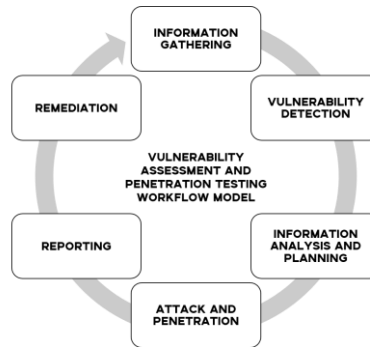 INFORMATION
GATHERING
VULNERABILITY
DETECTION
INFORMATION
ANALYSIS AND
PLANNING
ATTACK AND
PENETRATION
REPORTING
REMEDIATION
VULNERABILITY
ASSESSMENT AND
PENETRATION TESTING
WORKFLOW MODEL